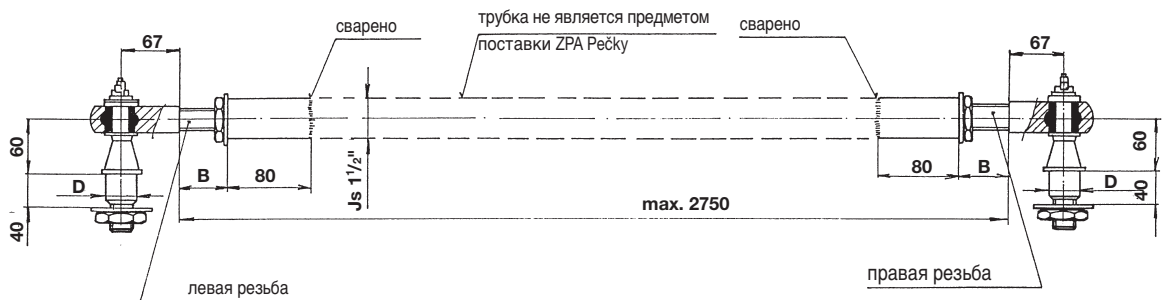 сварено
трубка не является предметом
поставки ZPA Pečky
сварено
67
67
60
D
40
B
80
Js 1 1/2"
80
B
60
D
40
max. 2750
левая резьба
правая резьба